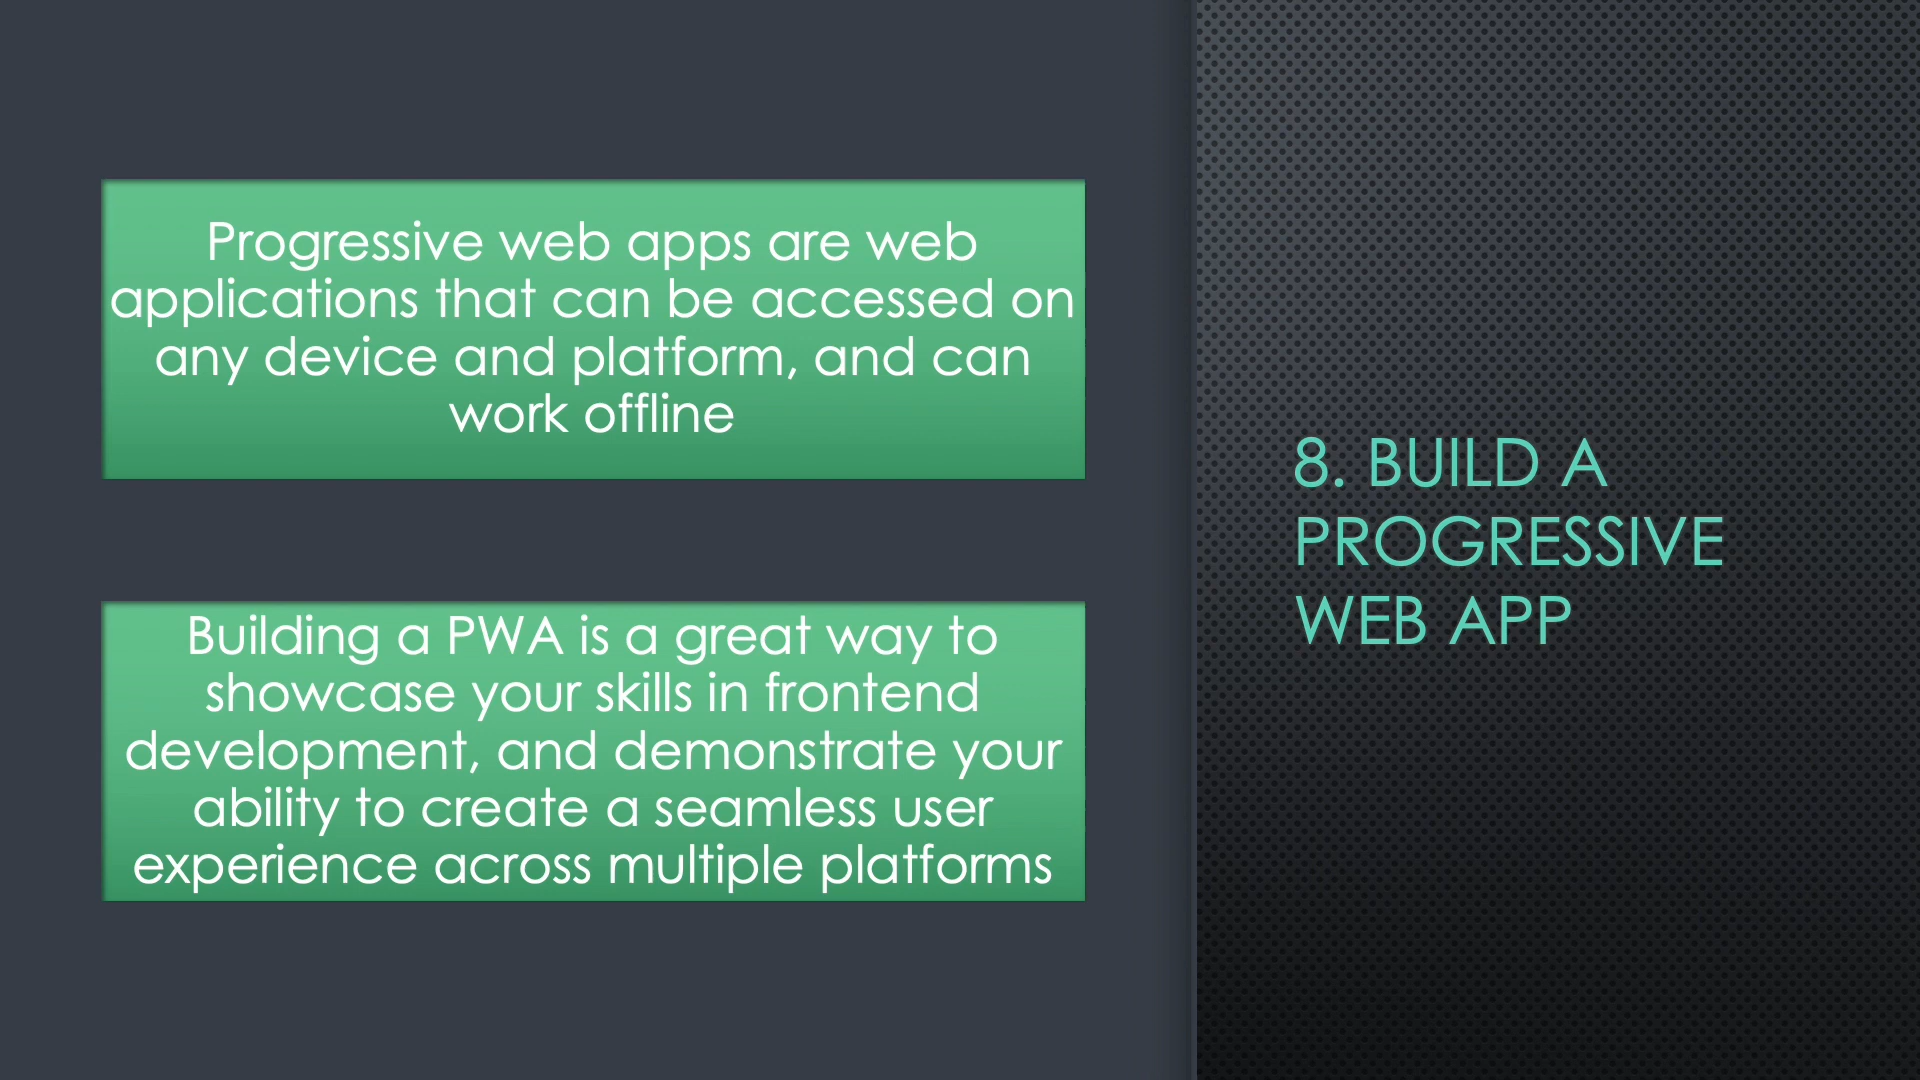 Progressive web apps are web
applications that can be accessed on
any device and platform, and can
work offline
Building a PWA is a great way to
showcase your skills in frontend
development, and demonstrate your
ability to create a seamless user
experience across multiple platforms
8. BUILD A
PROGRESSIVE
WEB APP